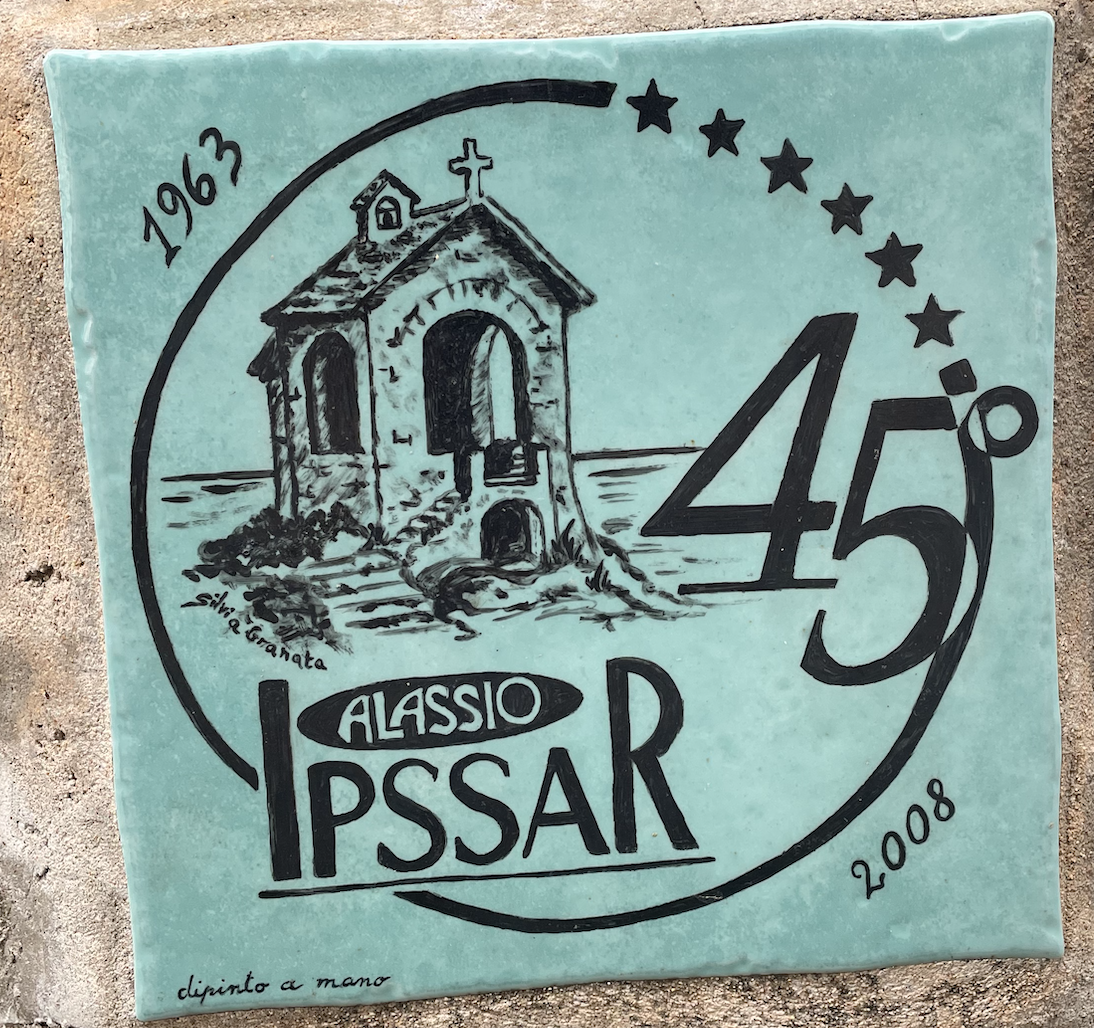 1963
45°
Silvia Granata
ALASSIO
IPSSAR
2008
dipinto a mano